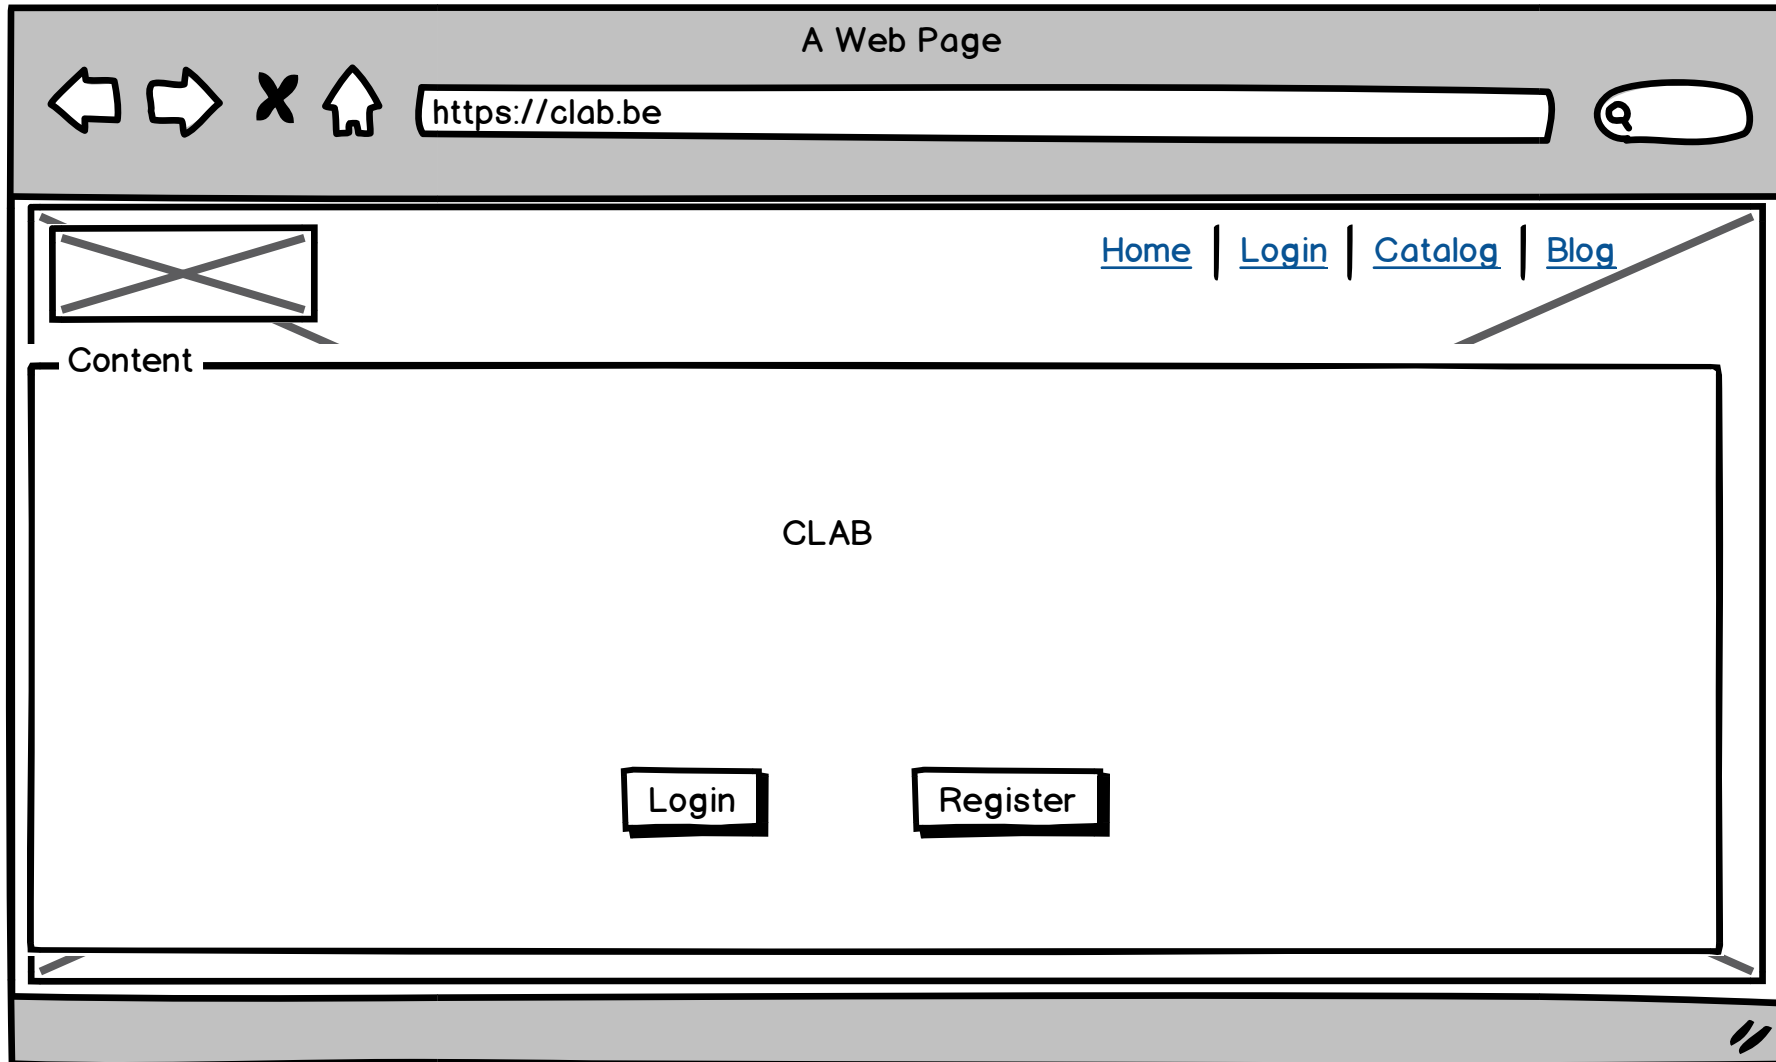 A Web Page
https://clab.be
Home | Login | Catalog | Blog
Content
CLAB
Login
Register